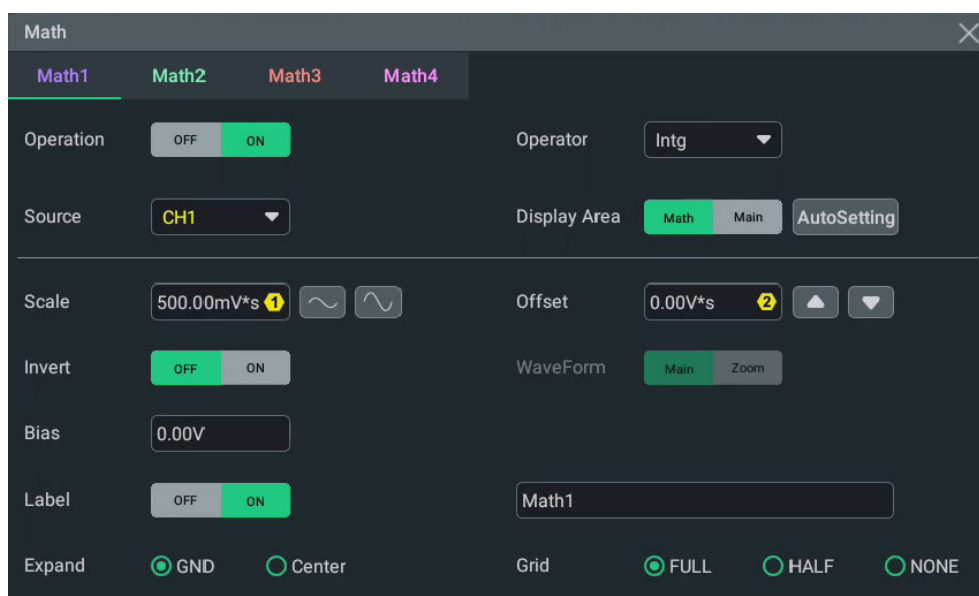 Math
Math1 Math2 Math3 Math4
Operation OFF ON Operator Intg
Source CH1 Display Area Math Main AutoSetting
Scale 500.00mV*s 1 Offset 0.00V*s 2
Invert OFF ON WaveForm Main Zoom
Bias 0.00V
Label OFF ON Math1
Expand GND Center Grid FULL HALF NONE